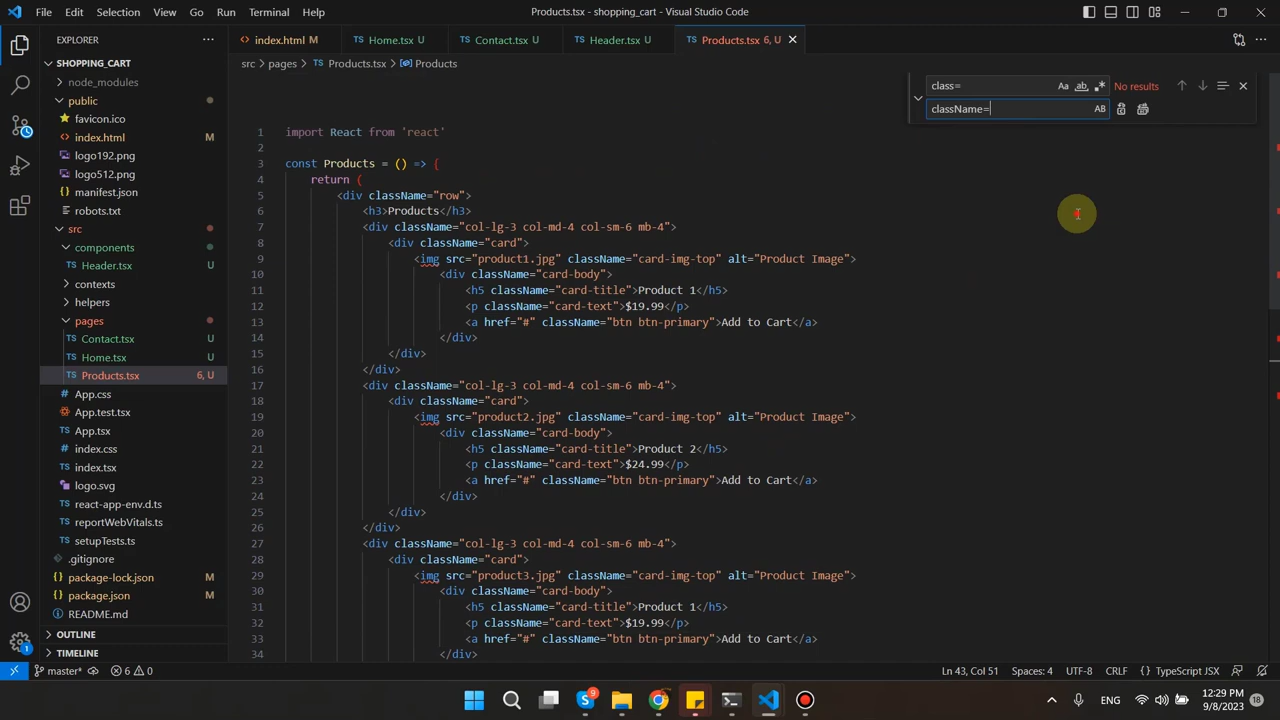 File Edit Selection View Go Run Terminal Help
Products.tsx - shopping_cart - Visual Studio Code
EXPLORER
SHOPPING_CART
node_modules
public
favicon.ico
index.html M
logo192.png
logo512.png
manifest.json
robots.txt
src
components
Header.tsx U
contexts
helpers
pages
Contact.tsx U
Home.tsx U
Products.tsx 6, U
App.css
App.test.tsx
App.tsx
index.css
index.tsx
logo.svg
react-app-env.d.ts
reportWebVitals.ts
setupTests.ts
.gitignore
package-lock.json M
package.json M
README.md
OUTLINE
TIMELINE
index.html M
Home.tsx U
Contact.tsx U
Header.tsx U
Products.tsx 6, U
src > pages > Products.tsx > Products
class= Aa ab No results
className= AB
1 import React from 'react'
2
3 const Products = () => {
4 return (
5 <div className="row">
6 <h3>Products</h3>
7 <div className="col-lg-3 col-md-4 col-sm-6 mb-4">
8 <div className="card">
9 <img src="product1.jpg" className="card-img-top" alt="Product Image">
10 <div className="card-body">
11 <h5 className="card-title">Product 1</h5>
12 <p className="card-text">$19.99</p>
13 <a href="#" className="btn btn-primary">Add to Cart</a>
14 </div>
15 </div>
16 </div>
17 <div className="col-lg-3 col-md-4 col-sm-6 mb-4">
18 <div className="card">
19 <img src="product2.jpg" className="card-img-top" alt="Product Image">
20 <div className="card-body">
21 <h5 className="card-title">Product 2</h5>
22 <p className="card-text">$24.99</p>
23 <a href="#" className="btn btn-primary">Add to Cart</a>
24 </div>
25 </div>
26 </div>
27 <div className="col-lg-3 col-md-4 col-sm-6 mb-4">
28 <div className="card">
29 <img src="product3.jpg" className="card-img-top" alt="Product Image">
30 <div className="card-body">
31 <h5 className="card-title">Product 1</h5>
32 <p className="card-text">$19.99</p>
33 <a href="#" className="btn btn-primary">Add to Cart</a>
34 </div>
master* 6 0
Ln 43, Col 51 Spaces: 4 UTF-8 CRLF {} TypeScript JSX
ENG
12:29 PM
9/8/2023
18